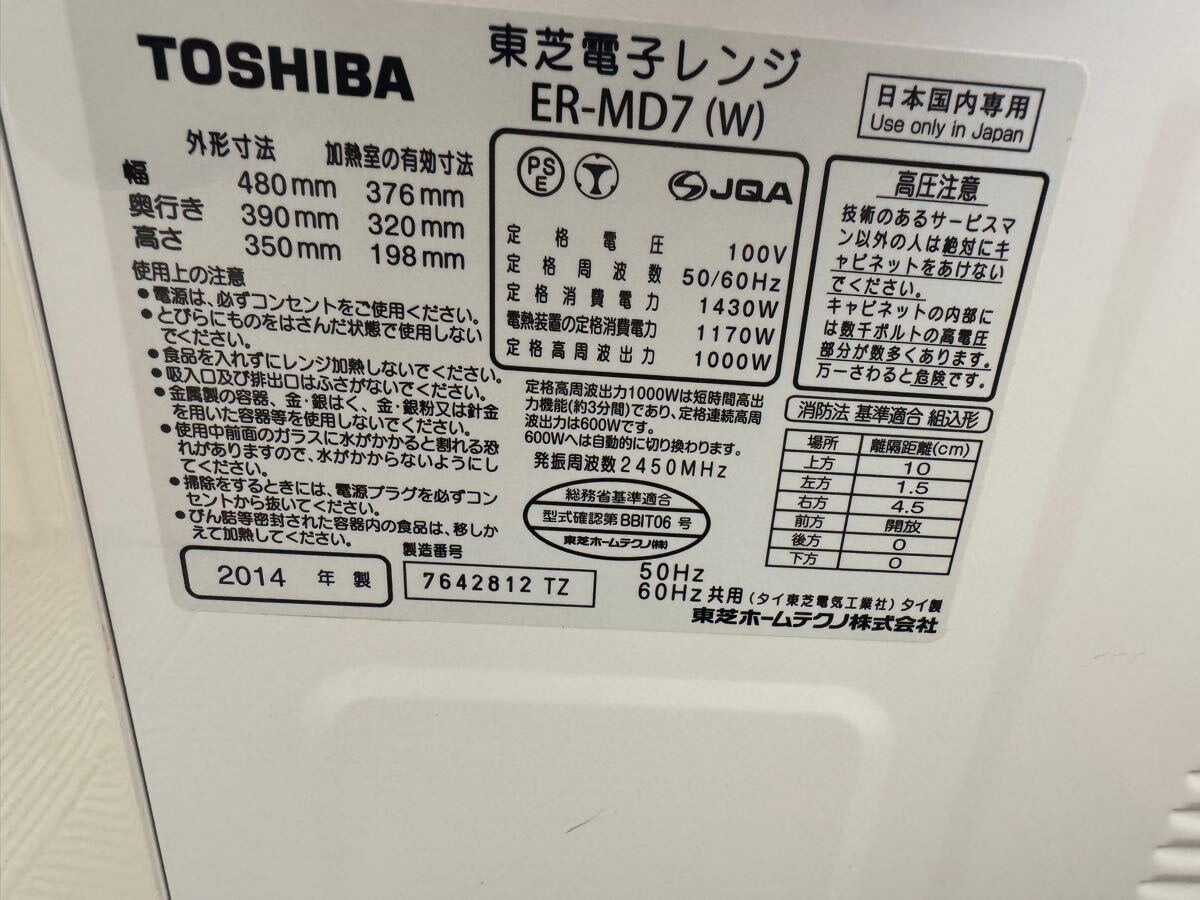 TOSHIBA
東芝電子レンジ
ER-MD7 (W)
日本国内専用
Use only in Japan
外形寸法 加熱室の有効寸法
幅 480mm 376mm
奥行き 390mm 320mm
高さ 350mm 198mm
使用上の注意
●電源は、必ずコンセントをご使用ください。
●とびらにものをはさんだ状態で使用しない
でください。
●食品を入れずにレンジ加熱しないでください。
●吸入口及び排出口はふさがないでください。
●金属製の容器、金・銀はく、金・銀粉又は針金
を用いた容器等を使用しないでください。
●使用中前面のガラスに水がかかると割れる恐
れがありますので、水がかからないようにし
てください。
●掃除をするときには、電源プラグを必ずコン
セントから抜いてください。
●びん詰等密封された容器内の食品は、移しか
えて加熱してください。
PS
E
JQA
定格電圧 100V
定格周波数 50/60Hz
定格消費電力 1430W
電熱装置の定格消費電力 1170W
定格高周波出力 1000W
定格高周波出力1000Wは短時間高出
力機能(約3分間)であり、定格連続高周
波出力は600Wです。
600Wへは自動的に切り換わります。
発振周波数2450MHz
総務省基準適合
型式確認第BBIT06号
東芝ホームテクノ(株)
高圧注意
技術のあるサービスマ
ン以外の人は絶対にキ
ャビネットをあけない
でください。
キャビネットの内部に
は数千ボルトの高電圧
部分が数多くあります。
万一さわると危険です。
消防法 基準適合 組込形
場所 離隔距離(cm)
上方 10
左方 1.5
右方 4.5
前方 開放
後方 0
下方 0
2014 年 製
製造番号
7642812 TZ
50Hz
60Hz 共用 (タイ東芝電気工業社) タイ製
東芝ホームテクノ株式会社